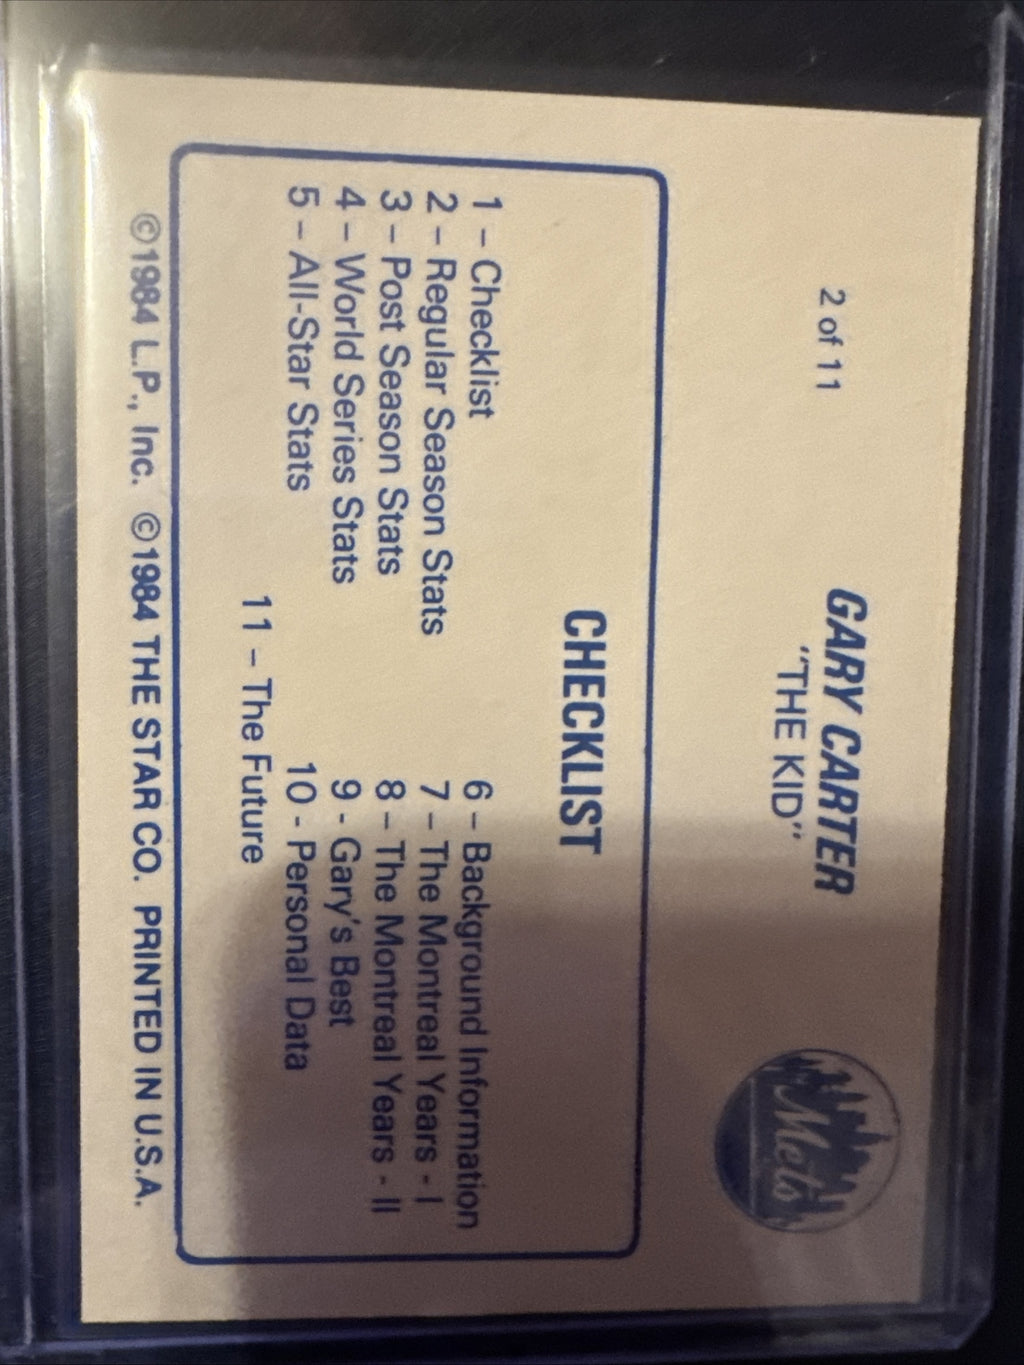 2 of 11
GARY CARTER
"THE KID"
Mets
CHECKLIST
1 – Checklist
2 – Regular Season Stats
3 – Post Season Stats
4 – World Series Stats
5 – All-Star Stats
6 – Background Information
7 – The Montreal Years - I
8 – The Montreal Years - II
9 - Gary's Best
10 - Personal Data
11 – The Future
©1984 L.P., Inc. ©1984 THE STAR CO. PRINTED IN U.S.A.